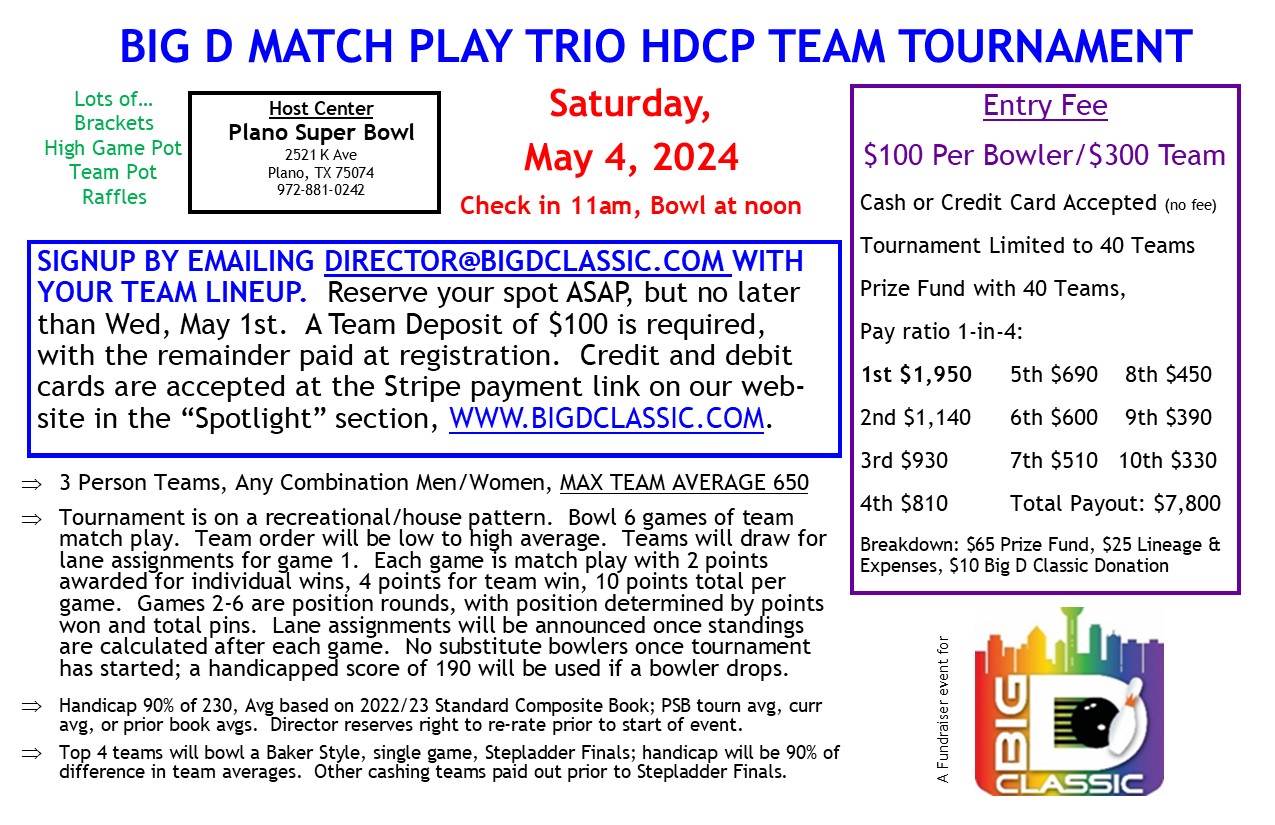 BIG D MATCH PLAY TRIO HDCP TEAM TOURNAMENT
Lots of…
Brackets
High Game Pot
Team Pot
Raffles
Host Center
Plano Super Bowl
2521 K Ave
Plano, TX 75074
972-881-0242
Saturday,
May 4, 2024
Check in 11am, Bowl at noon
SIGNUP BY EMAILING DIRECTOR@BIGDCLASSIC.COM WITH
YOUR TEAM LINEUP.  Reserve your spot ASAP, but no later
than Wed, May 1st.  A Team Deposit of $100 is required,
with the remainder paid at registration.  Credit and debit
cards are accepted at the Stripe payment link on our web-
site in the “Spotlight” section, WWW.BIGDCLASSIC.COM.
⇒ 3 Person Teams, Any Combination Men/Women, MAX TEAM AVERAGE 650
⇒ Tournament is on a recreational/house pattern.  Bowl 6 games of team
match play.  Team order will be low to high average.  Teams will draw for
lane assignments for game 1.  Each game is match play with 2 points
awarded for individual wins, 4 points for team win, 10 points total per
game.  Games 2-6 are position rounds, with position determined by points
won and total pins.  Lane assignments will be announced once standings
are calculated after each game.  No substitute bowlers once tournament
has started; a handicapped score of 190 will be used if a bowler drops.
⇒ Handicap 90% of 230, Avg based on 2022/23 Standard Composite Book; PSB tourn avg, curr
avg, or prior book avgs.  Director reserves right to re-rate prior to start of event.
⇒ Top 4 teams will bowl a Baker Style, single game, Stepladder Finals; handicap will be 90% of
difference in team averages.  Other cashing teams paid out prior to Stepladder Finals.
Entry Fee
$100 Per Bowler/$300 Team
Cash or Credit Card Accepted (no fee)
Tournament Limited to 40 Teams
Prize Fund with 40 Teams,
Pay ratio 1-in-4:
1st $1,950 5th $690 8th $450
2nd $1,140 6th $600 9th $390
3rd $930 7th $510 10th $330
4th $810 Total Payout: $7,800
Breakdown: $65 Prize Fund, $25 Lineage &
Expenses, $10 Big D Classic Donation
A Fundraiser event for
BIG D
CLASSIC